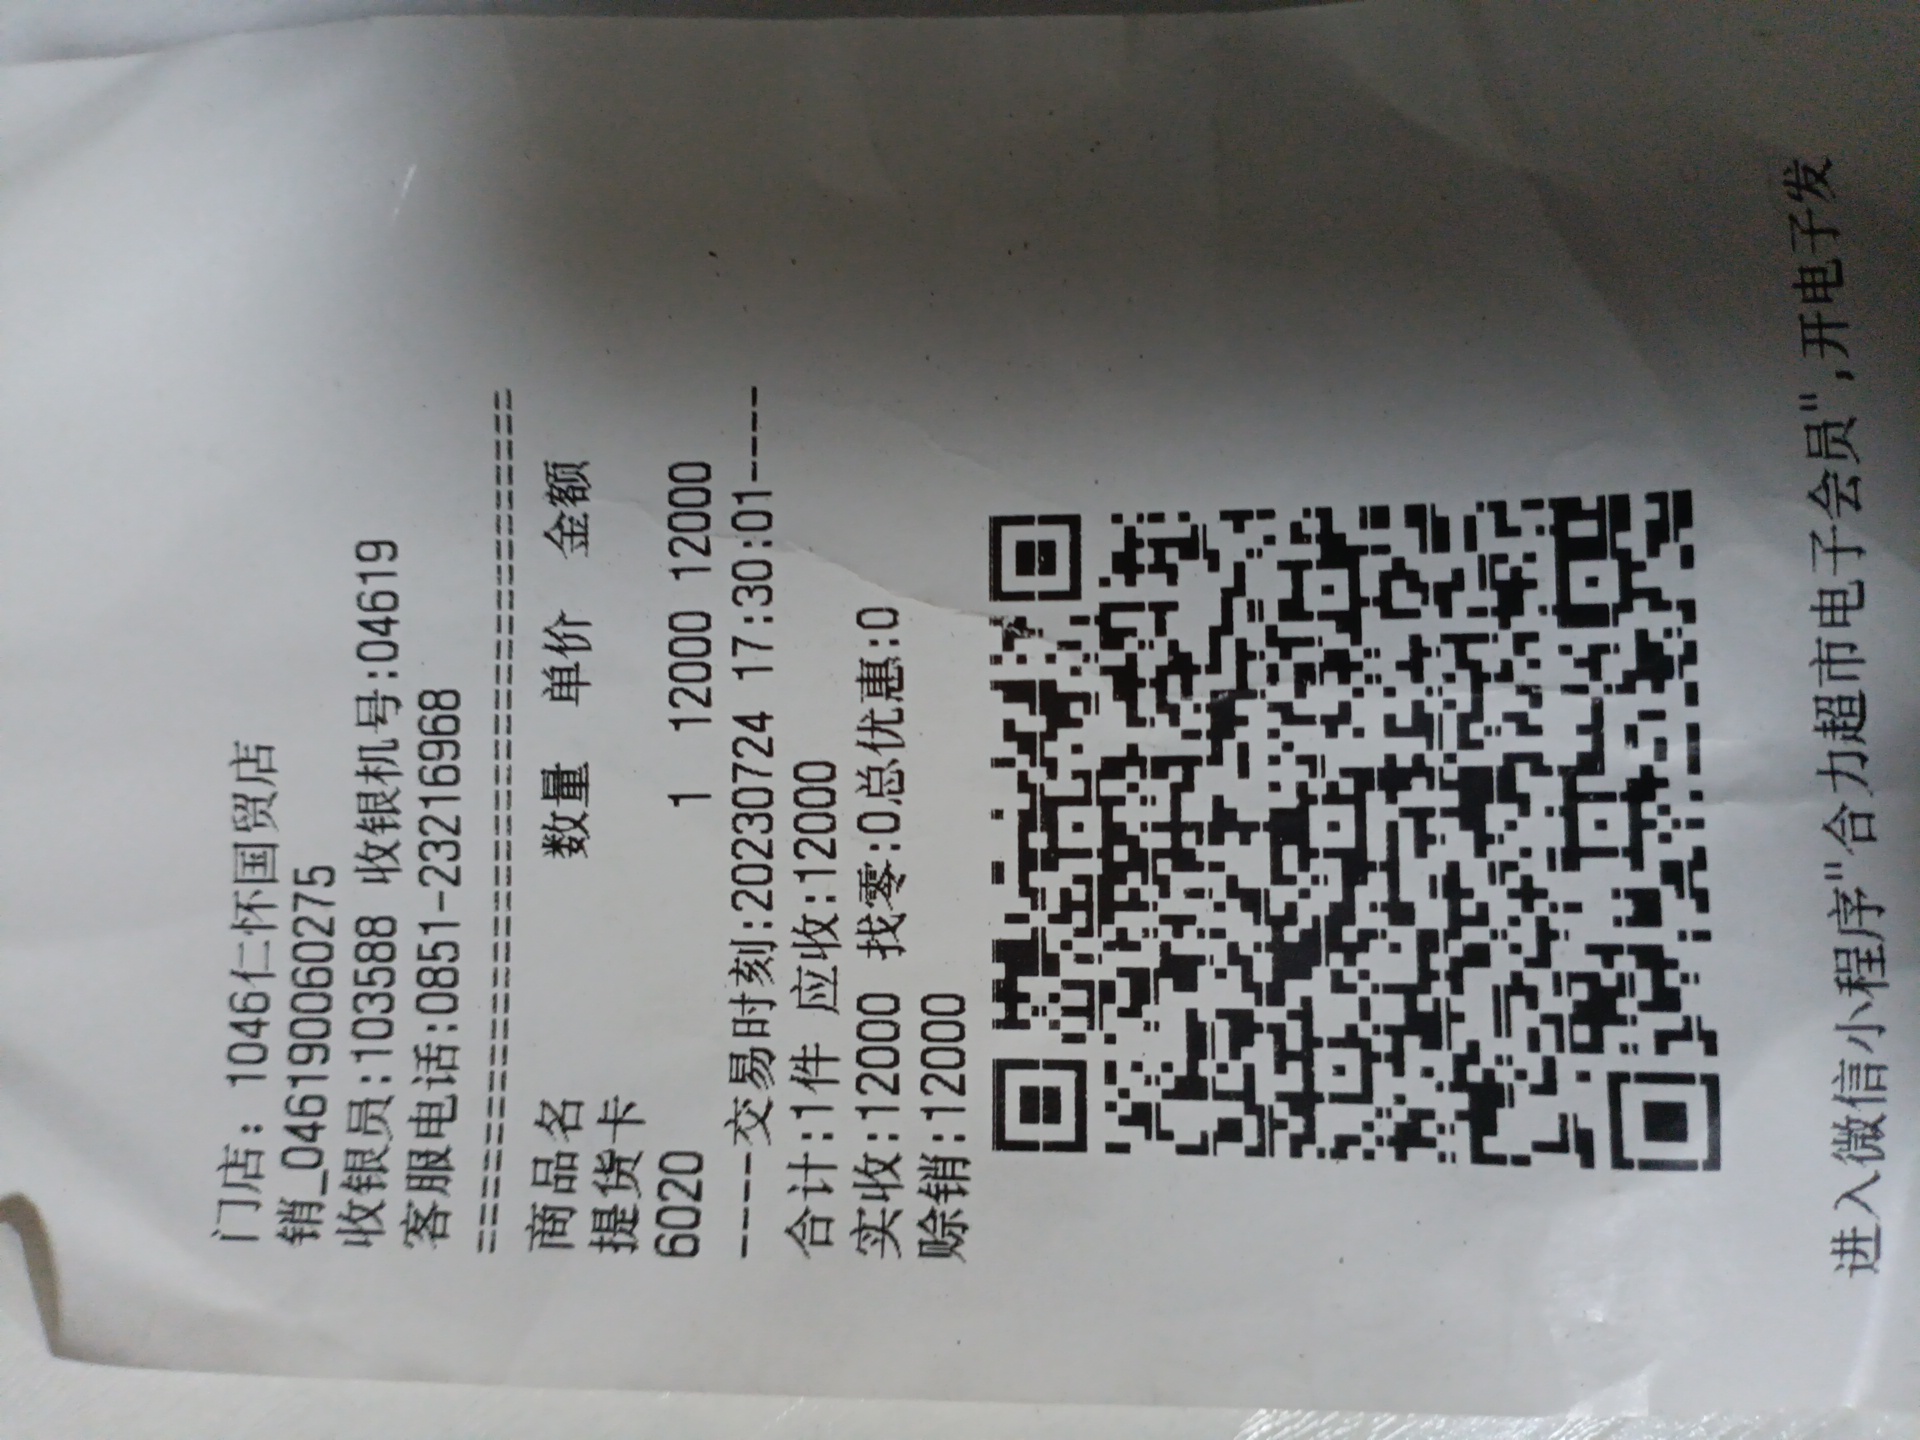 门店: 1046仁怀国贸店
销_046190060275
收银员:103588 收银机号:04619
客服电话:0851-23216968
========================================
商品名 数量 单价 金额
提货卡
6020 1 12000 12000
-----交易时刻:20230724 17:30:01----
合计:1件 应收:12000
实收:12000 找零:0总优惠:0
赊销:12000
进入微信小程序"合力超市电子会员",开电子发